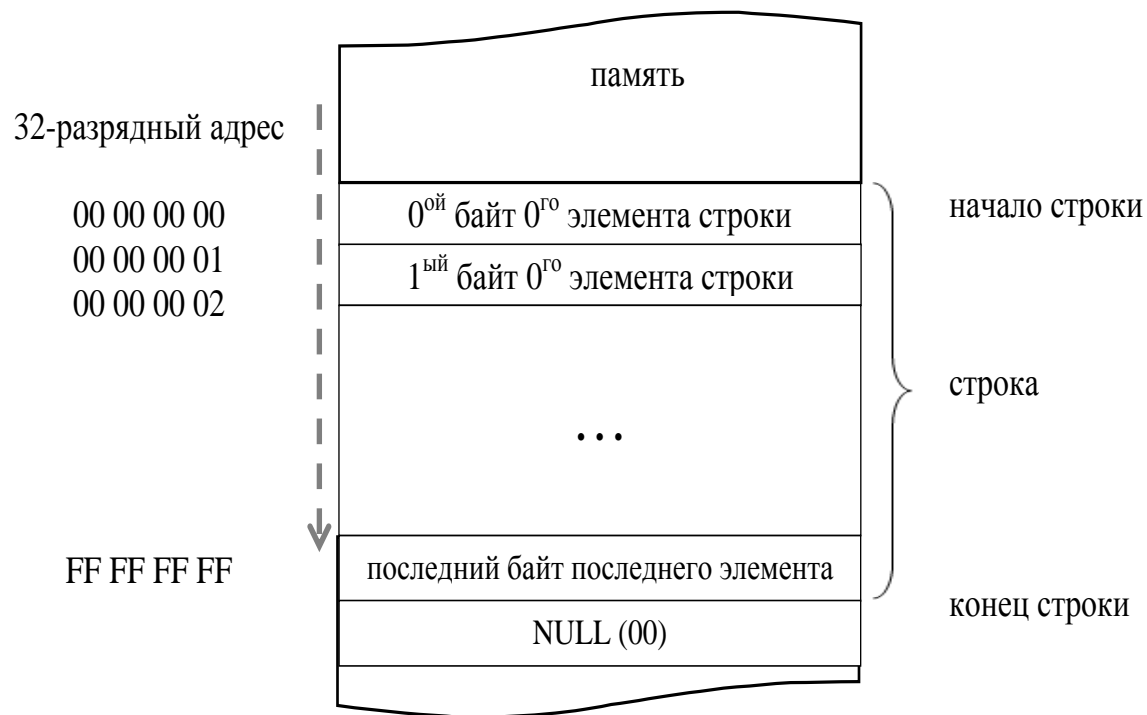 память
32-разрядный адрес
00 00 00 00
00 00 00 01
00 00 00 02
0ой байт 0го элемента строки
1ый байт 0го элемента строки
начало строки
строка
...
FF FF FF FF
последний байт последнего элемента
NULL (00)
конец строки